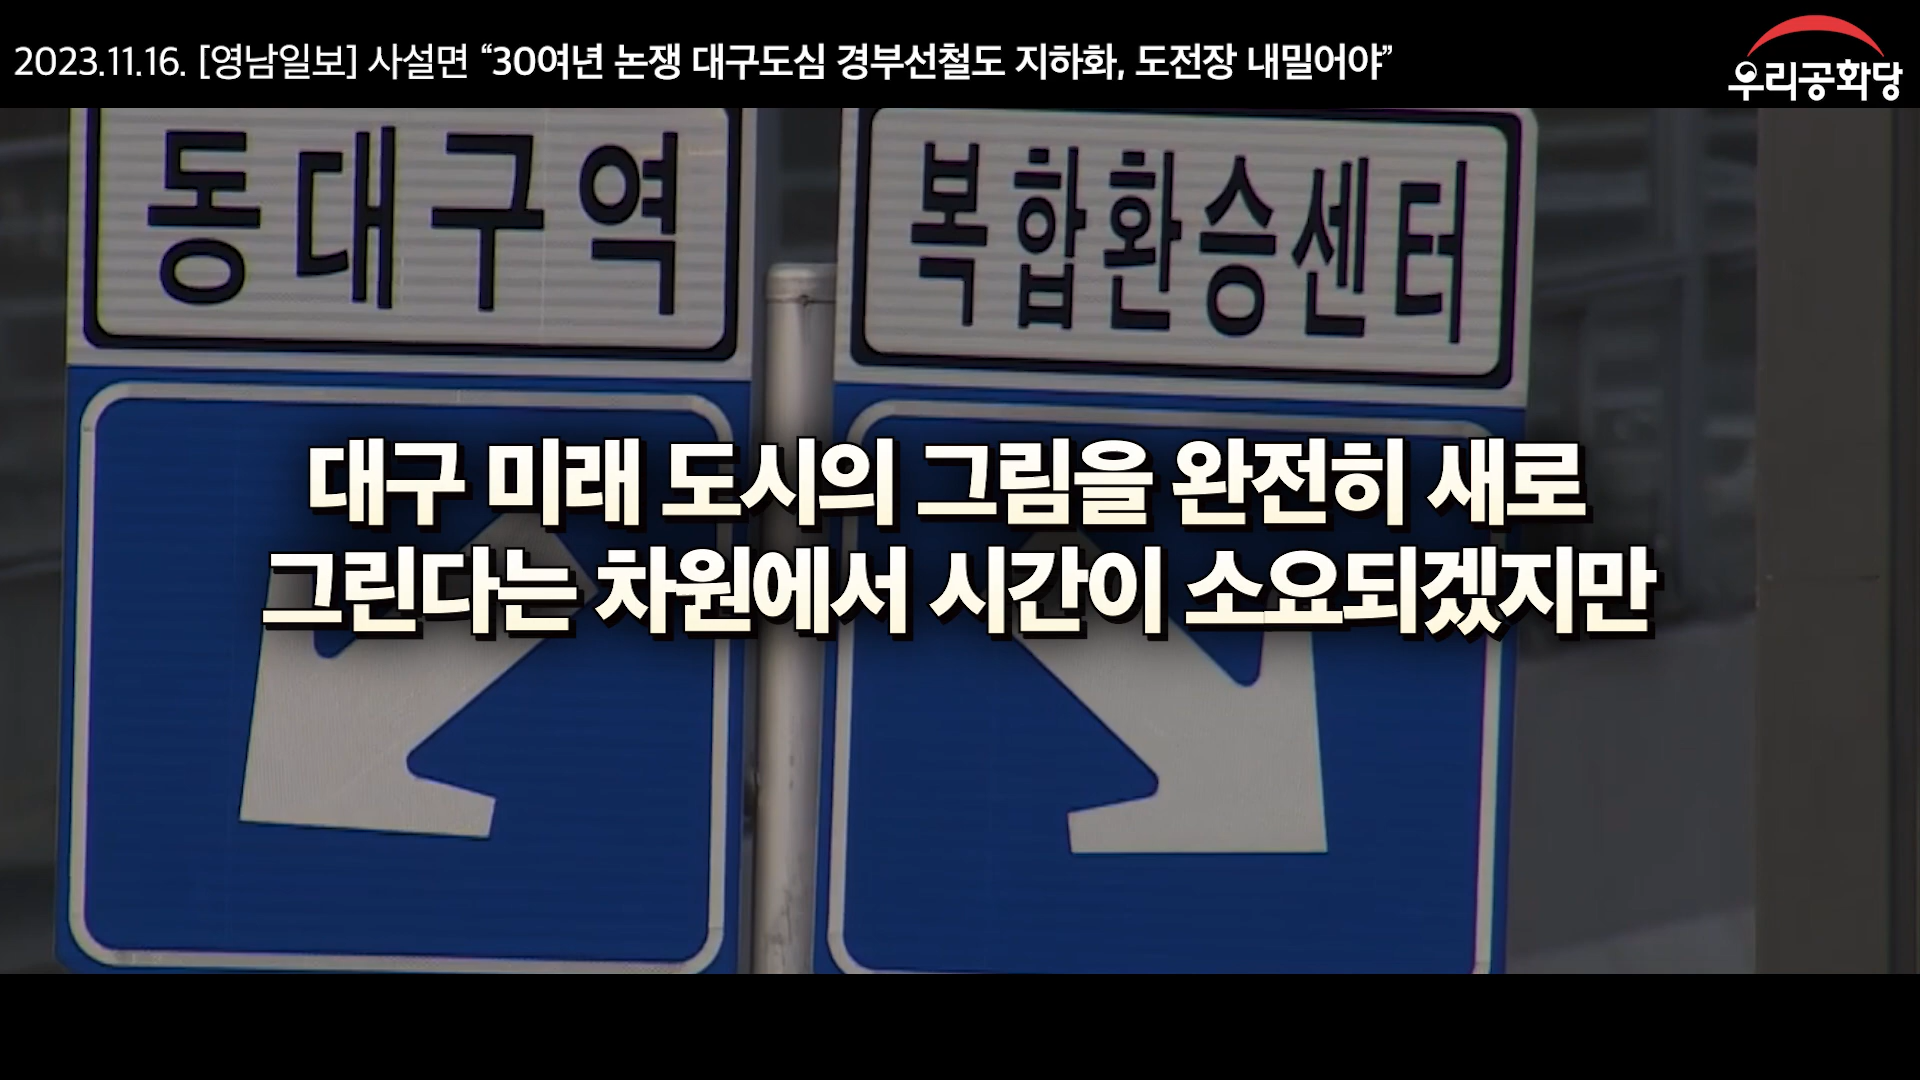 2023.11.16. [영남일보] 사설면 “30여년 논쟁 대구도심 경부선철도 지하화, 도전장 내밀어야”
우리공화당
동대구역
복합환승센터
대구 미래 도시의 그림을 완전히 새로
그린다는 차원에서 시간이 소요되겠지만